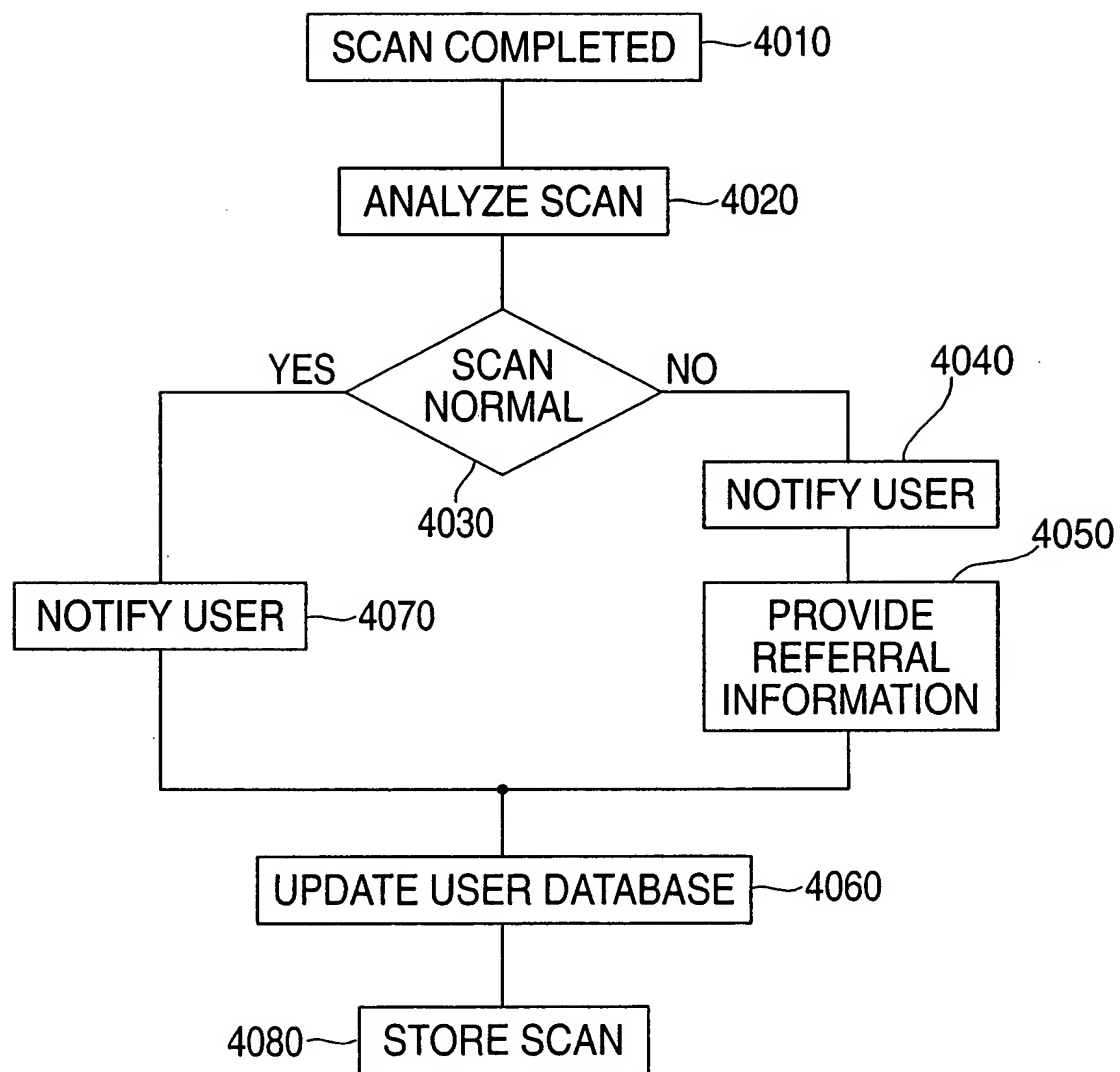 SCAN COMPLETED
4010
ANALYZE SCAN
4020
YES
SCAN
NORMAL
NO
4030
4040
NOTIFY USER
4050
PROVIDE
REFERRAL
INFORMATION
NOTIFY USER
4070
UPDATE USER DATABASE
4060
4080
STORE SCAN